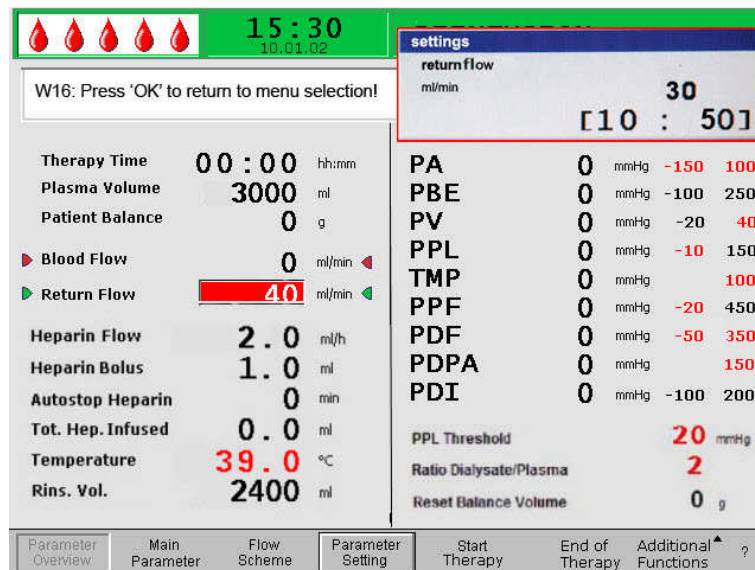 15:30
10.01.02
settings
returnflow
ml/min 30
[10 : 50]
W16: Press 'OK' to return to menu selection!
Therapy Time 00:00 hh:mm
Plasma Volume 3000 ml
Patient Balance 0 g
Blood Flow 0 ml/min
Return Flow 40 ml/min
Heparin Flow 2.0 ml/h
Heparin Bolus 1.0 ml
Autostop Heparin 0 min
Tot. Hep. Infused 0.0 ml
Temperature 39.0 °C
Rins. Vol. 2400 ml
PA 0 mmHg -150 100
PBE 0 mmHg -100 250
PV 0 mmHg -20 40
PPL 0 mmHg -10 150
TMP 0 mmHg 100
PPF 0 mmHg -20 450
PDF 0 mmHg -50 350
PDPA 0 mmHg 150
PDI 0 mmHg -100 200
PPL Threshold 20 mmHg
Ratio Dialysate/Plasma 2
Reset Balance Volume 0 g
Parameter Overview
Main Parameter
Flow Scheme
Parameter Setting
Start Therapy
End of Therapy
Additional Functions
?